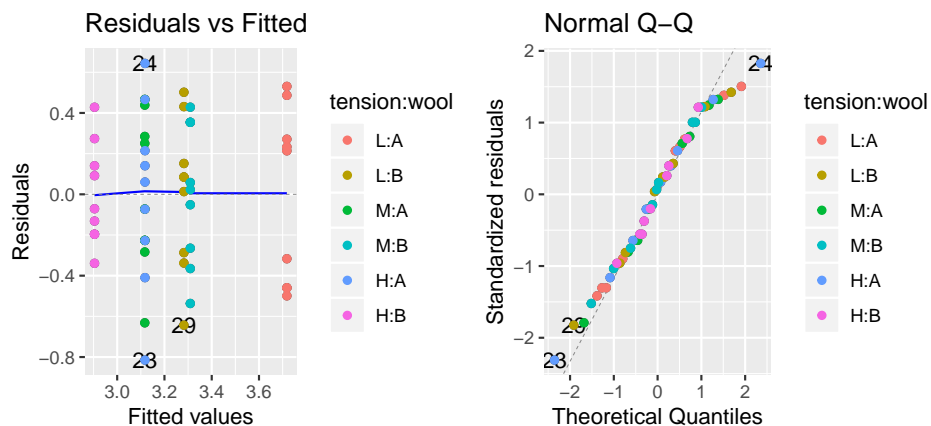 Residuals vs Fitted
Residuals
0.4
0.0
−0.4
−0.8
24
29
23
3.0 3.2 3.4 3.6
Fitted values
tension:wool
L:A
L:B
M:A
M:B
H:A
H:B
Normal Q−Q
Standardized residuals
2
1
0
−1
−2
24
29
23
−2 −1 0 1 2
Theoretical Quantiles
tension:wool
L:A
L:B
M:A
M:B
H:A
H:B